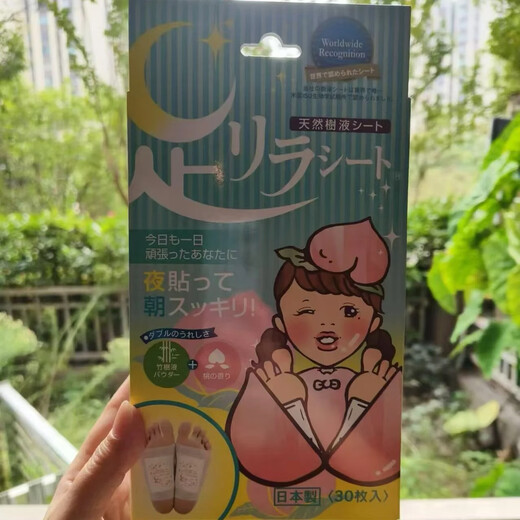 Worldwide
Recognition
世界で認められたシート
天然樹液シート
足リラシート
今日も一日
頑張ったあなたに
夜貼って
朝スッキリ!
ダブルのうれしさ
竹樹液
パウダー
+
桃の香り
日本製 〈30枚入〉